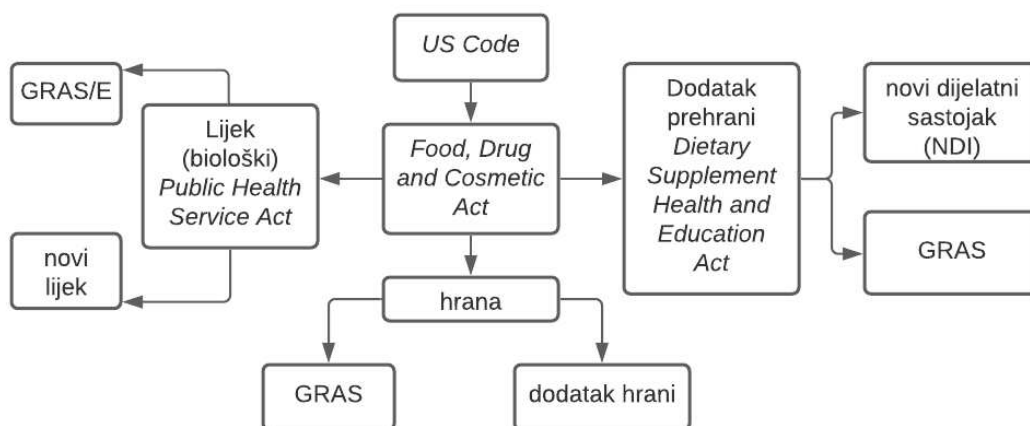 US Code
GRAS/E
Lijek
(biološki)
Public Health
Service Act
novi
lijek
Food, Drug
and Cosmetic
Act
Dodatak
prehrani
Dietary
Supplement
Health and
Education
Act
novi dijelatni
sastojak
(NDI)
GRAS
hrana
GRAS
dodatak hrani